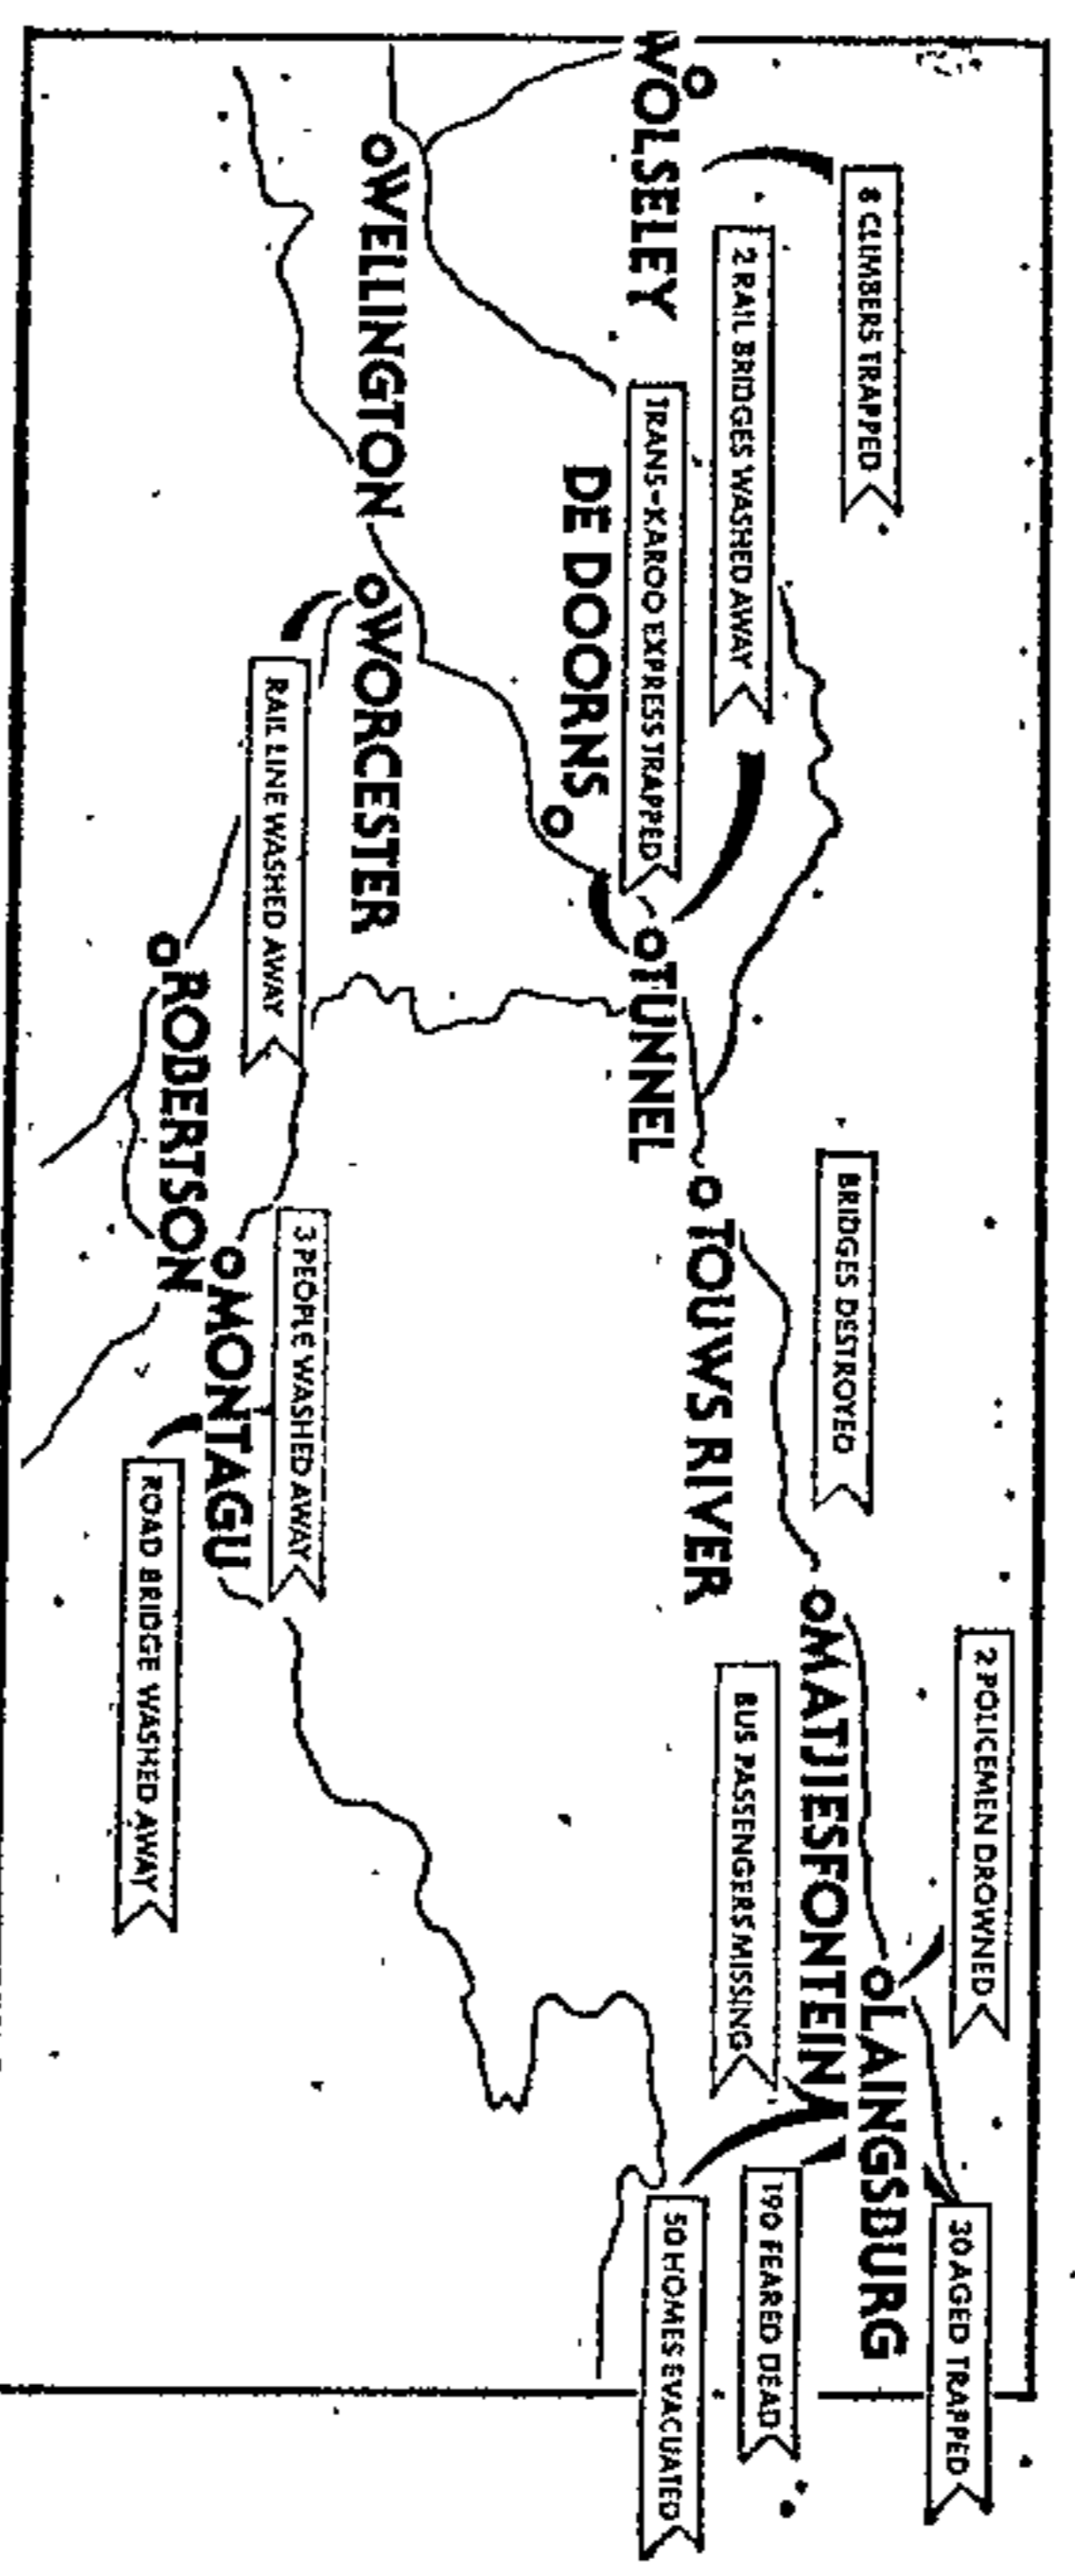 8 CLIMBERS TRAPPED
WOLSELEY
2 RAIL BRIDGES WASHED AWAY
TRANS-KAROO EXPRESS TRAPPED
DE DOORNS
TUNNEL
WELLINGTON
WORCESTER
RAIL LINE WASHED AWAY
ROBERTSON
BRIDGES DESTROYED
TOUWS RIVER
3 PEOPLE WASHED AWAY
MONTAGU
ROAD BRIDGE WASHED AWAY
2 POLICEMEN DROWNED
MATJIESFONTEIN
BUS PASSENGERS MISSING
LAINGSBURG
30 AGED TRAPPED
190 FEARED DEAD
50 HOMES EVACUATED